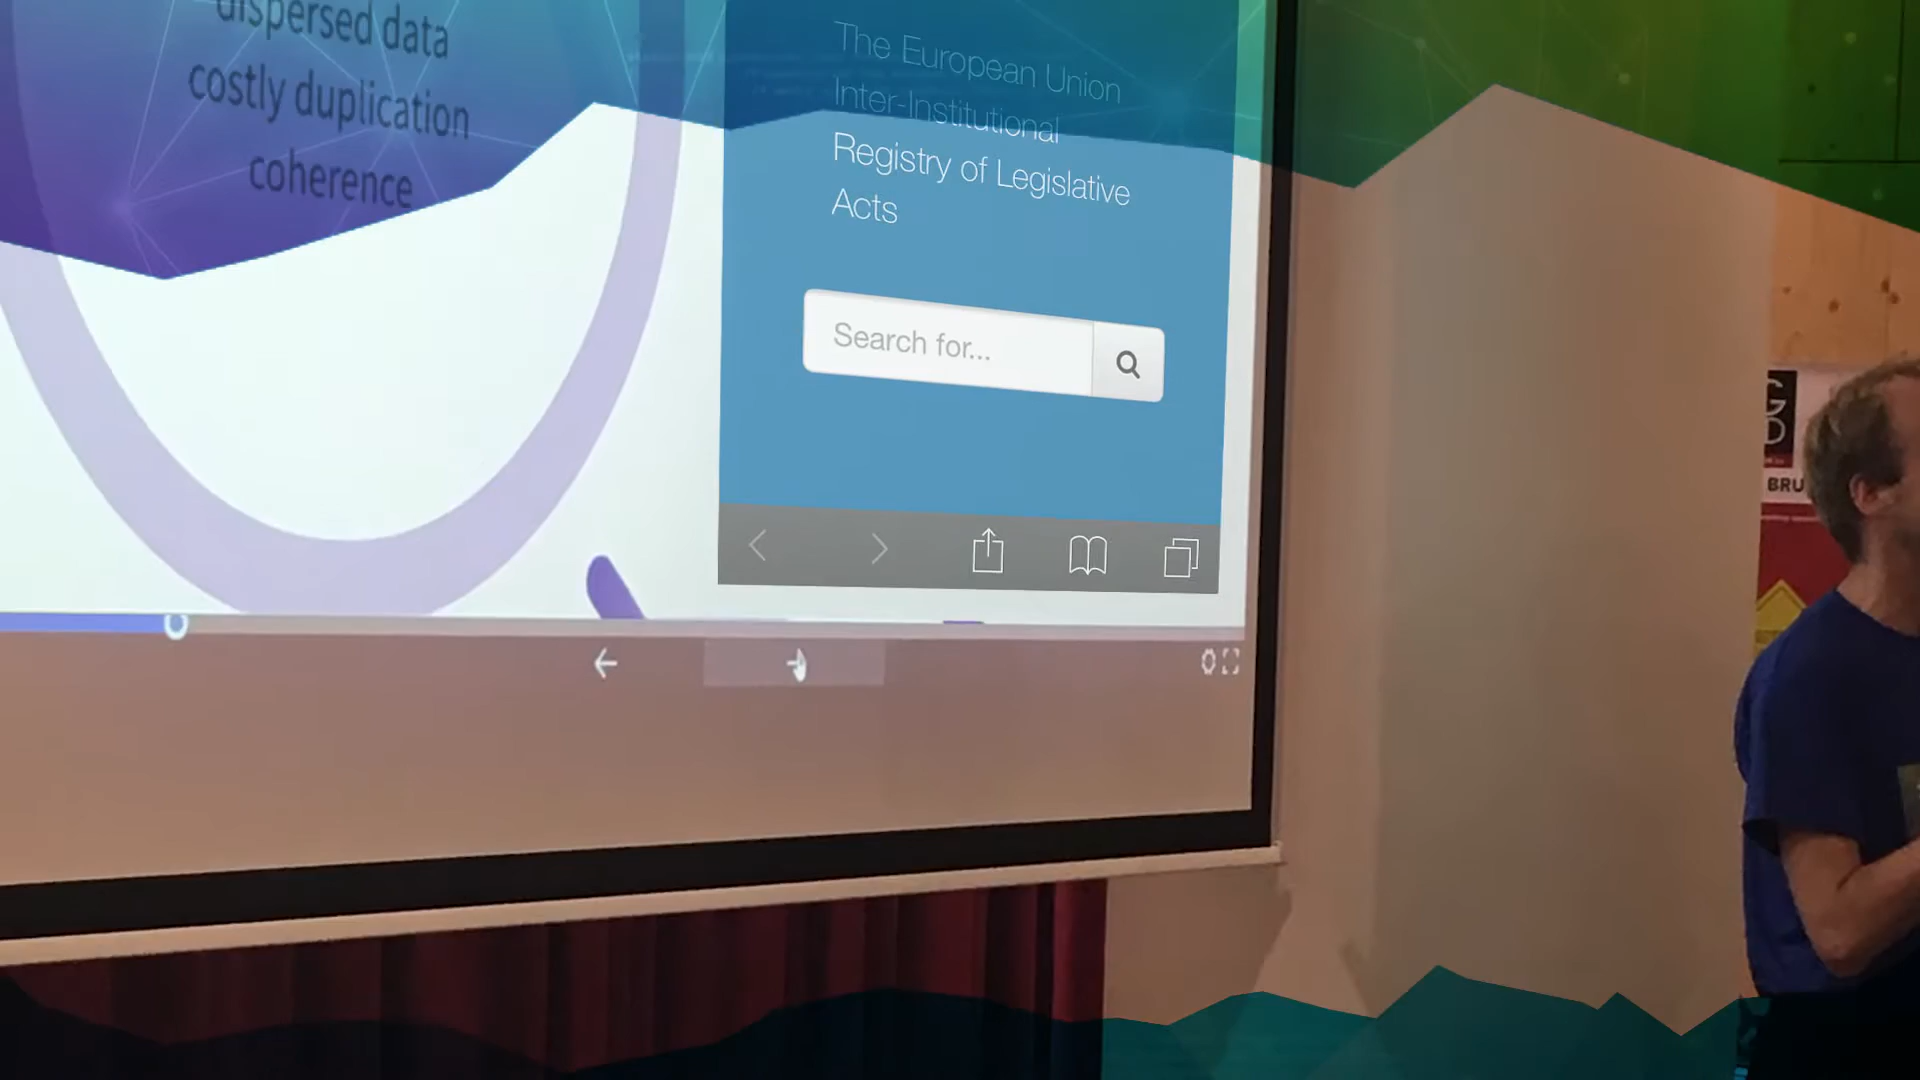 dispersed data
costly duplication
coherence
The European Union
Inter-Institutional
Registry of Legislative
Acts
Search for...
G
D
BRU